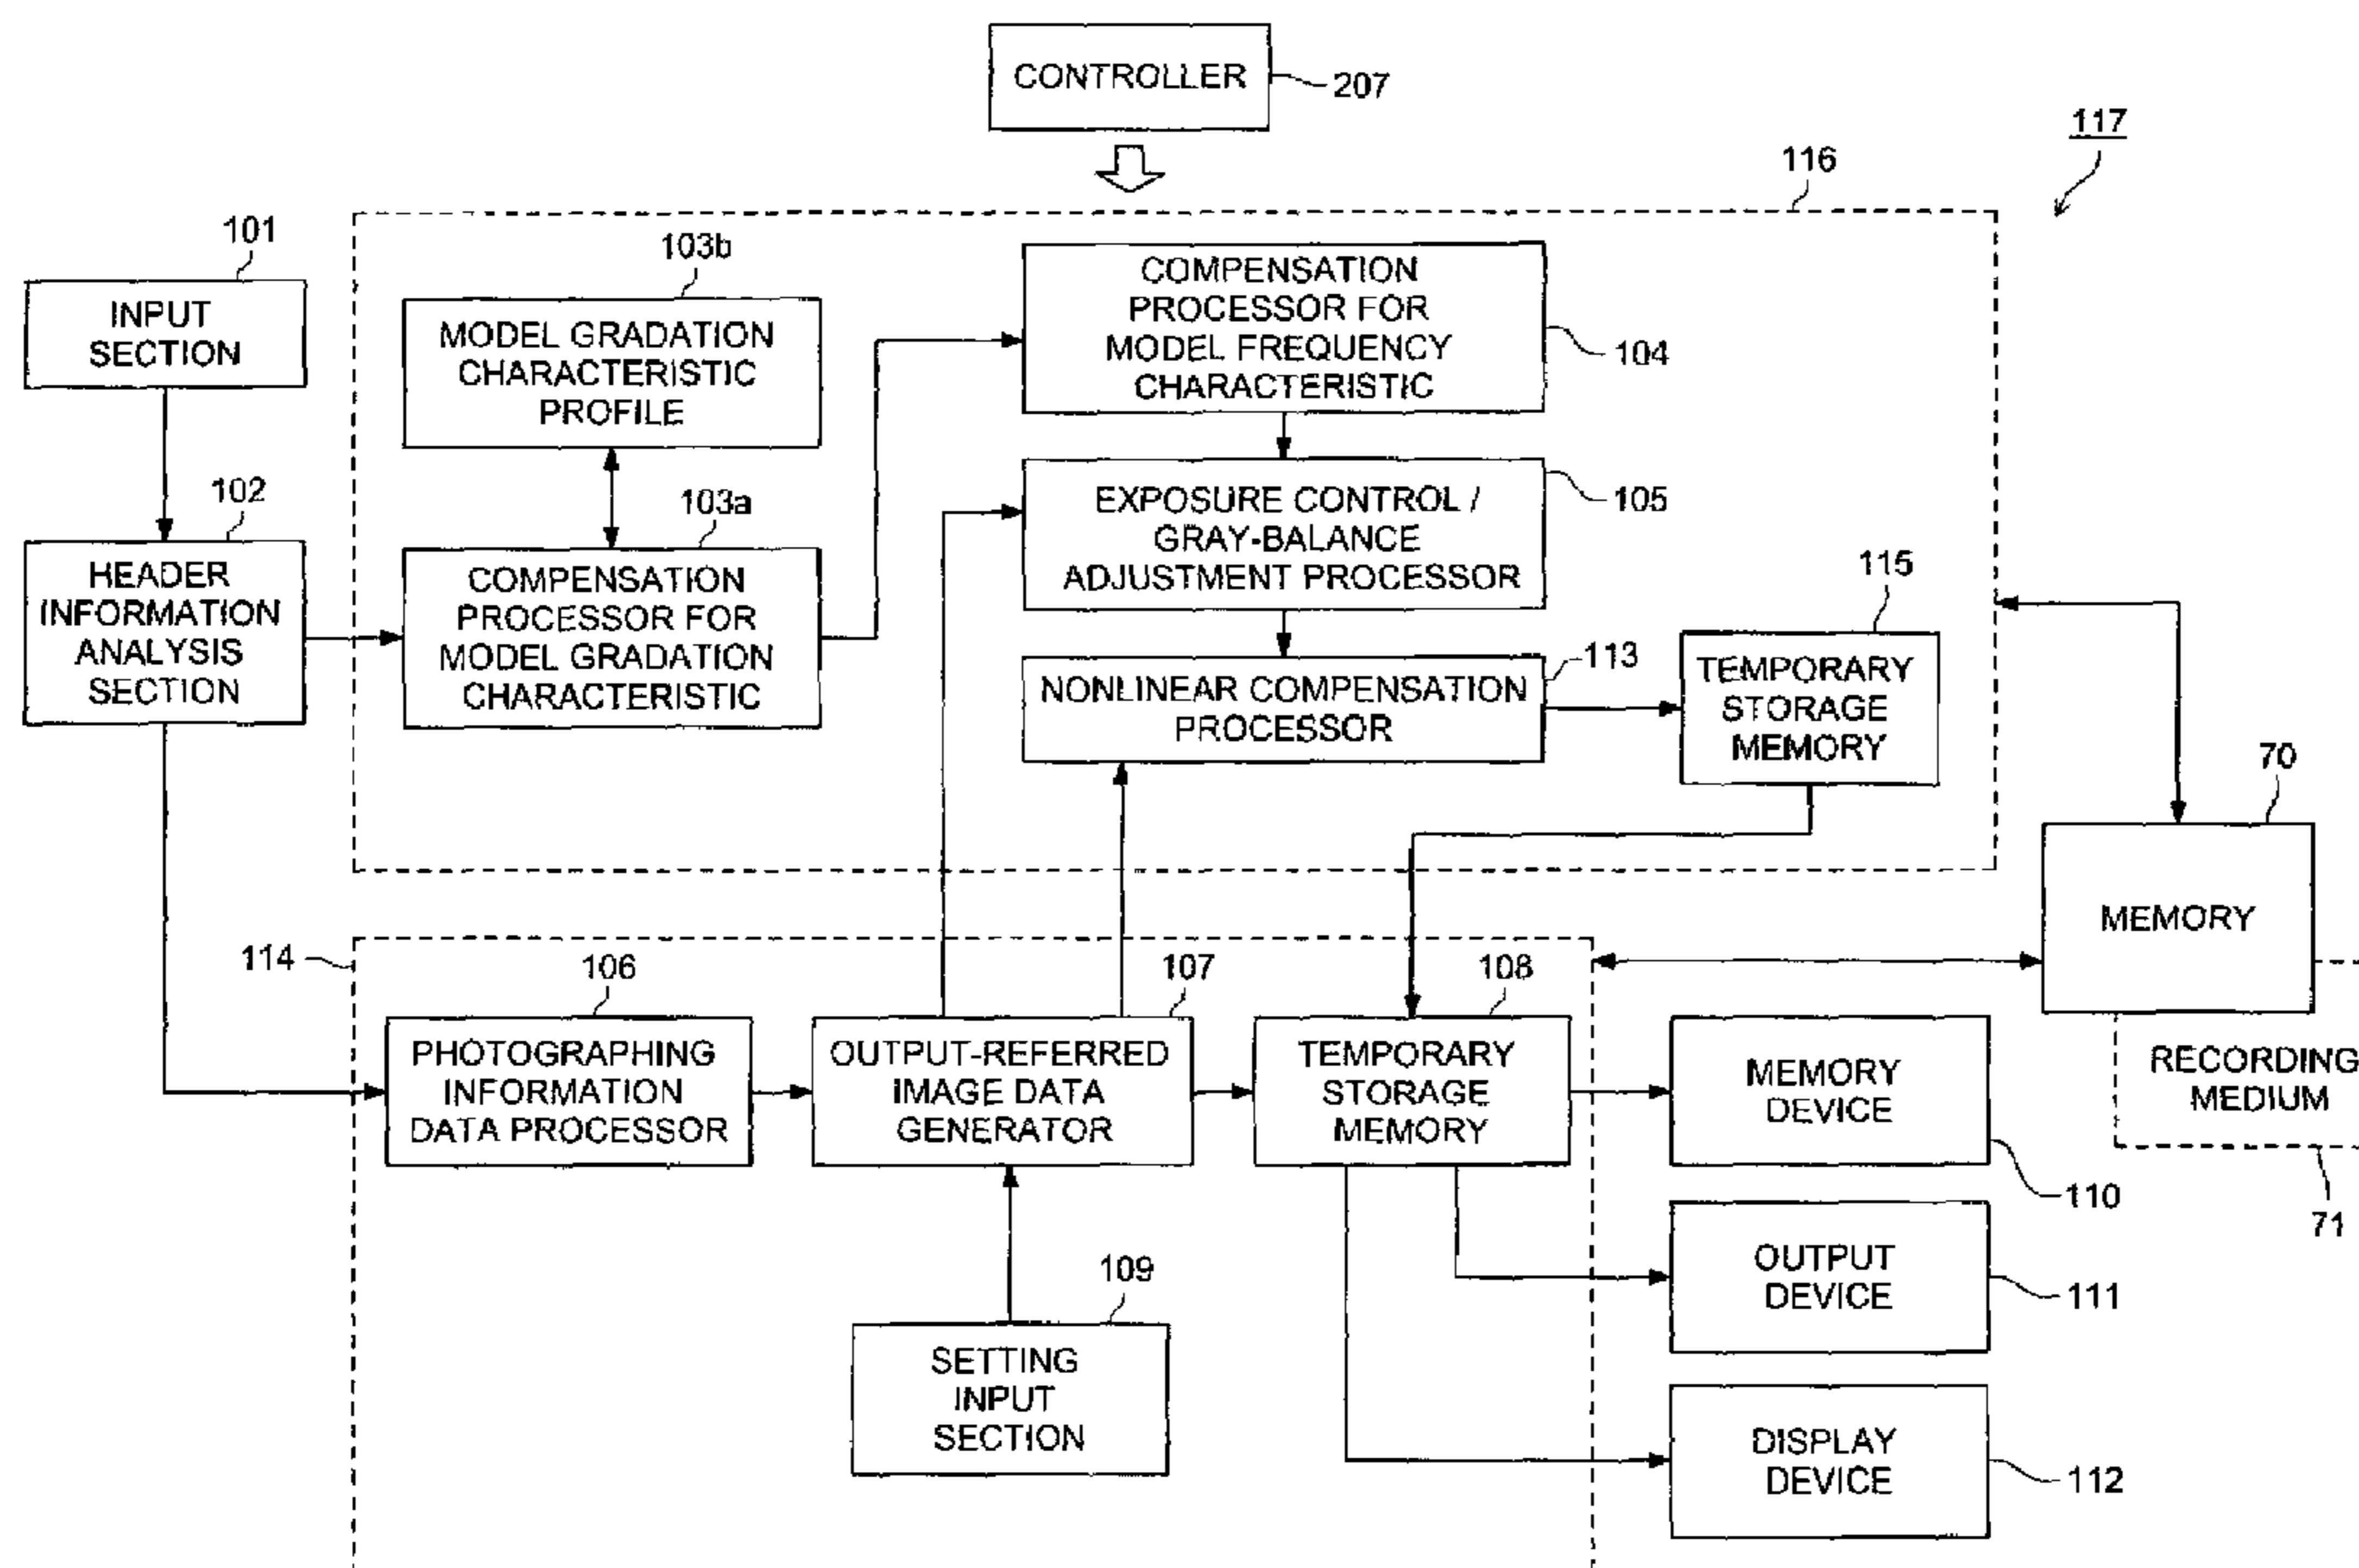 CONTROLLER
207
117
116
101
INPUT
SECTION
103b
MODEL GRADATION
CHARACTERISTIC
PROFILE
COMPENSATION
PROCESSOR FOR
MODEL FREQUENCY
CHARACTERISTIC
104
102
HEADER
INFORMATION
ANALYSIS
SECTION
103a
COMPENSATION
PROCESSOR FOR
MODEL GRADATION
CHARACTERISTIC
EXPOSURE CONTROL /
GRAY-BALANCE
ADJUSTMENT PROCESSOR
105
113
NONLINEAR COMPENSATION
PROCESSOR
115
TEMPORARY
STORAGE
MEMORY
70
MEMORY
RECORDING
MEDIUM
71
114
106
PHOTOGRAPHING
INFORMATION
DATA PROCESSOR
107
OUTPUT-REFERRED
IMAGE DATA
GENERATOR
108
TEMPORARY
STORAGE
MEMORY
MEMORY
DEVICE
110
OUTPUT
DEVICE
111
109
SETTING
INPUT
SECTION
DISPLAY
DEVICE
112